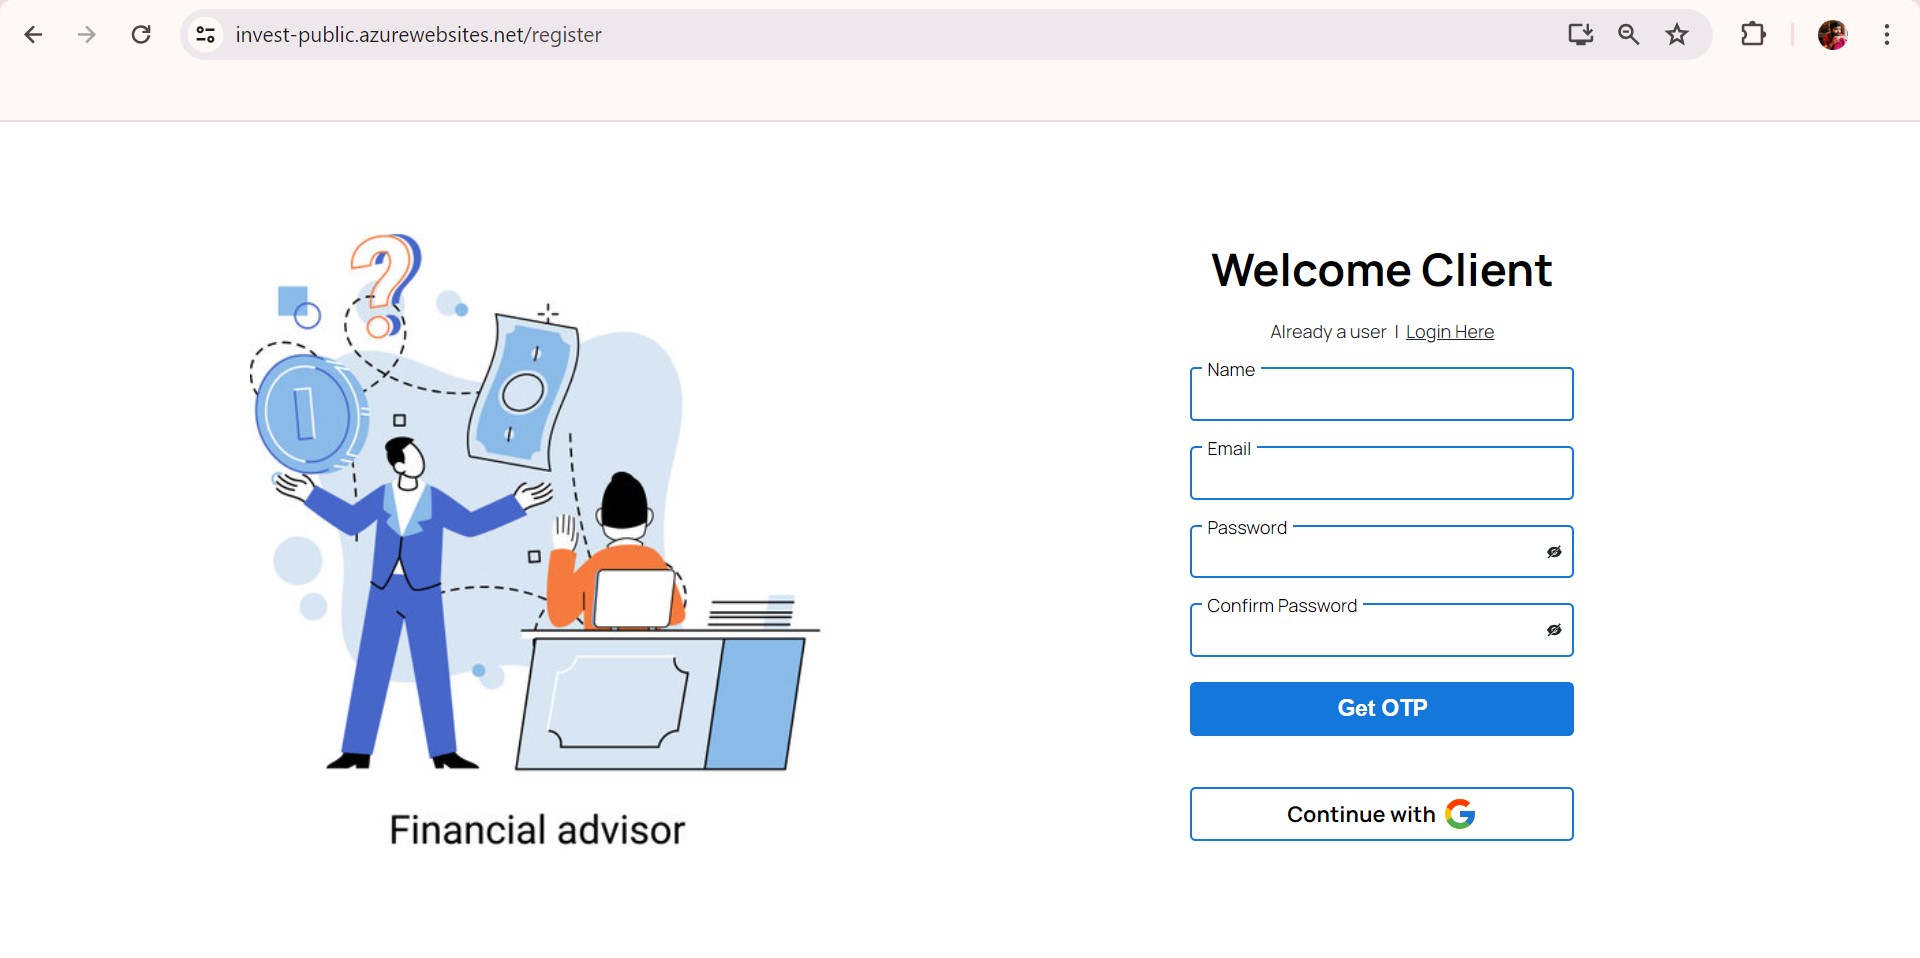 invest-public.azurewebsites.net/register
Welcome Client
Already a user | Login Here
Name
Email
Password
Confirm Password
Get OTP
Continue with
Financial advisor